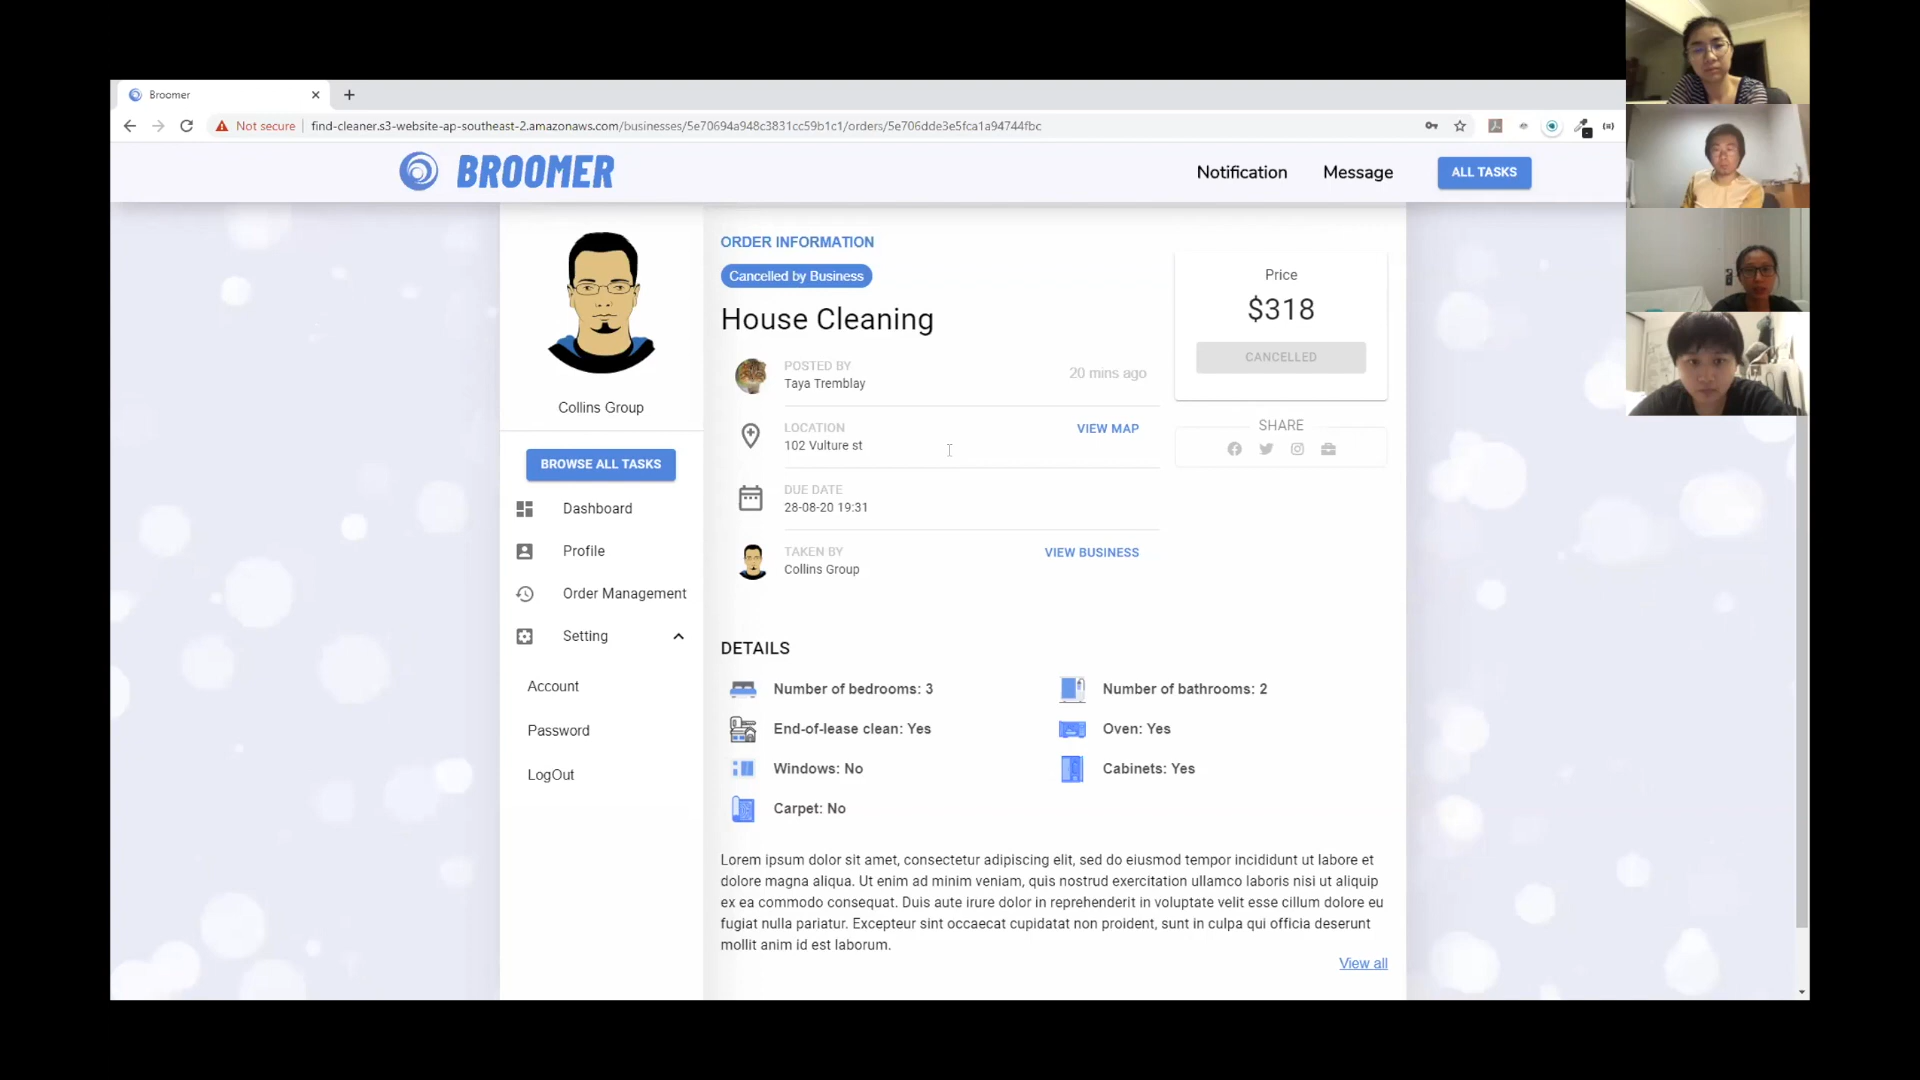 Broomer
Not secure
find-cleaner.s3-website-ap-southeast-2.amazonaws.com/businesses/5e70694a948c3831cc59b1c1/orders/5e706dde3e5fca1a94744fbc
BROOMER
Notification
Message
ALL TASKS
Collins Group
BROWSE ALL TASKS
Dashboard
Profile
Order Management
Setting
Account
Password
LogOut
ORDER INFORMATION
Cancelled by Business
House Cleaning
POSTED BY
Taya Tremblay
20 mins ago
LOCATION
102 Vulture st
VIEW MAP
DUE DATE
28-08-20 19:31
TAKEN BY
Collins Group
VIEW BUSINESS
Price
$318
CANCELLED
SHARE
DETAILS
Number of bedrooms: 3
Number of bathrooms: 2
End-of-lease clean: Yes
Oven: Yes
Windows: No
Cabinets: Yes
Carpet: No
Lorem ipsum dolor sit amet, consectetur adipiscing elit, sed do eiusmod tempor incididunt ut labore et
dolore magna aliqua. Ut enim ad minim veniam, quis nostrud exercitation ullamco laboris nisi ut aliquip
ex ea commodo consequat. Duis aute irure dolor in reprehenderit in voluptate velit esse cillum dolore eu
fugiat nulla pariatur. Excepteur sint occaecat cupidatat non proident, sunt in culpa qui officia deserunt
mollit anim id est laborum.
View all